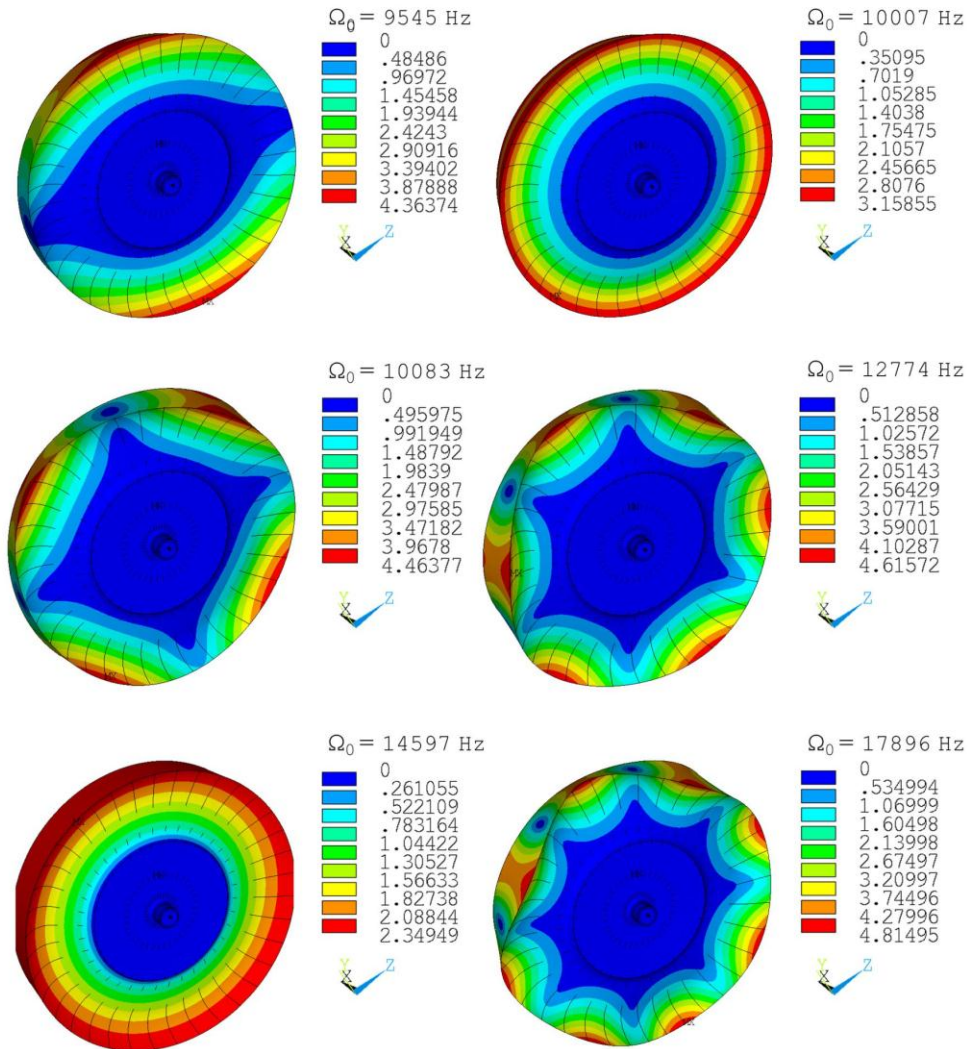 Ω₀ = 9545 Hz
0
.48486
.96972
1.45458
1.93944
2.4243
2.90916
3.39402
3.87888
4.36374
Y
X
Z
Ω₀ = 10007 Hz
0
.35095
.7019
1.05285
1.4038
1.75475
2.1057
2.45665
2.8076
3.15855
Y
X
Z
Ω₀ = 10083 Hz
0
.495975
.991949
1.48792
1.9839
2.47987
2.97585
3.47182
3.9678
4.46377
Y
X
Z
Ω₀ = 12774 Hz
0
.512858
1.02572
1.53857
2.05143
2.56429
3.07715
3.59001
4.10287
4.61572
Y
X
Z
Ω₀ = 14597 Hz
0
.261055
.522109
.783164
1.04422
1.30527
1.56633
1.82738
2.08844
2.34949
Y
X
Z
Ω₀ = 17896 Hz
0
.534994
1.06999
1.60498
2.13998
2.67497
3.20997
3.74496
4.27996
4.81495
Y
X
Z